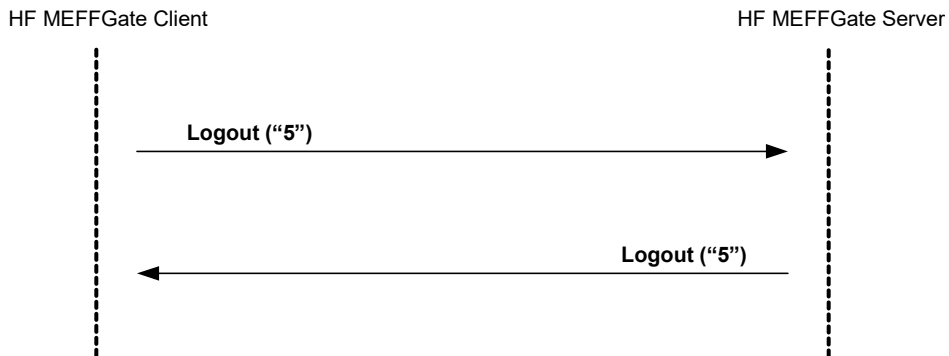 HF MEFFGate Client
HF MEFFGate Server
Logout (“5”)
Logout (“5”)